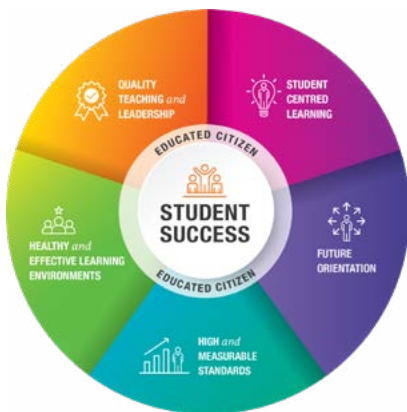 QUALITY
TEACHING and
LEADERSHIP
STUDENT
CENTRED
LEARNING
EDUCATED CITIZEN
STUDENT
SUCCESS
EDUCATED CITIZEN
HEALTHY and
EFFECTIVE LEARNING
ENVIRONMENTS
FUTURE
ORIENTATION
HIGH and
MEASURABLE
STANDARDS